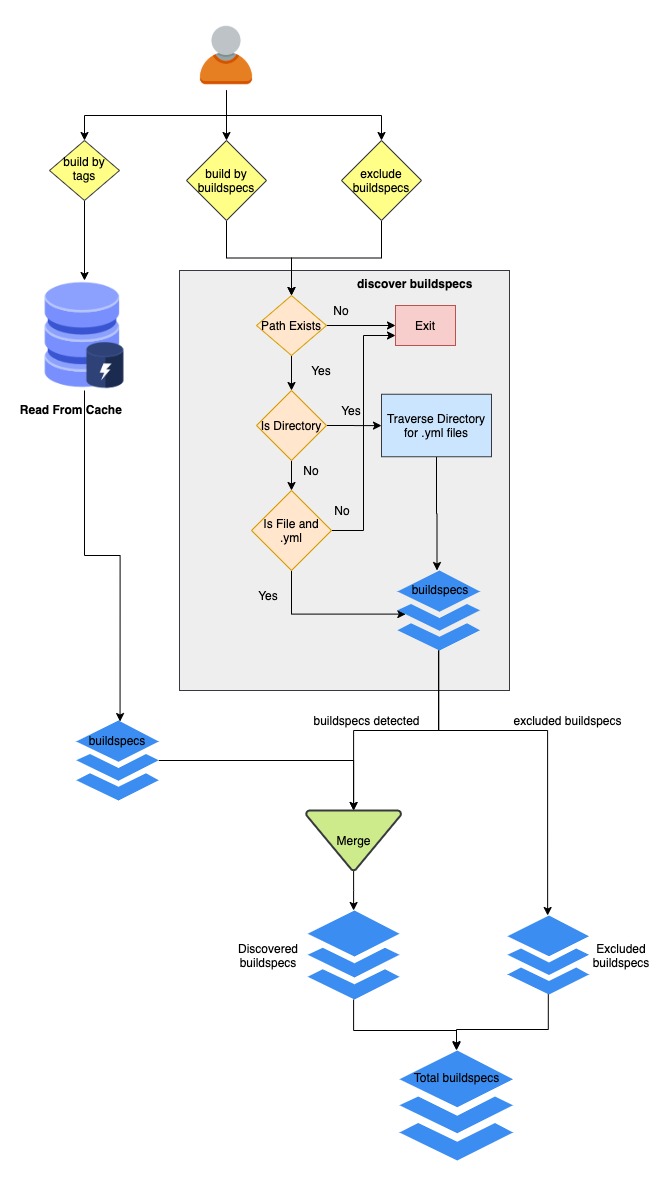 build by
tags
build by
buildspecs
exclude
buildspecs
discover buildspecs
Path Exists
No
Exit
Yes
Read From Cache
Is Directory
Yes
Traverse Directory
for .yml files
No
Is File and
.yml
No
Yes
buildspecs
buildspecs detected
excluded buildspecs
buildspecs
Merge
Discovered
buildspecs
Excluded
buildspecs
Total buildspecs